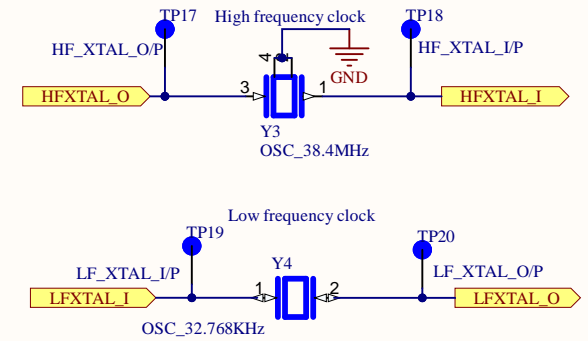 TP17
High frequency clock
TP18
HF_XTAL_O/P
4
HF_XTAL_I/P
GND
HFXTAL_O
3
1
HFXTAL_I
Y3
OSC_38.4MHz
Low frequency clock
TP19
TP20
LF_XTAL_I/P
Y4
LF_XTAL_O/P
LFXTAL_I
1
2
LFXTAL_O
OSC_32.768KHz